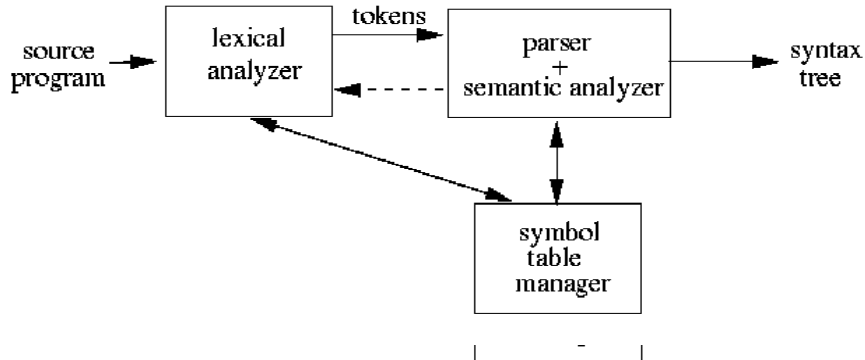 source
program
lexical
analyzer
tokens
parser
+
semantic analyzer
syntax
tree
symbol
table
manager